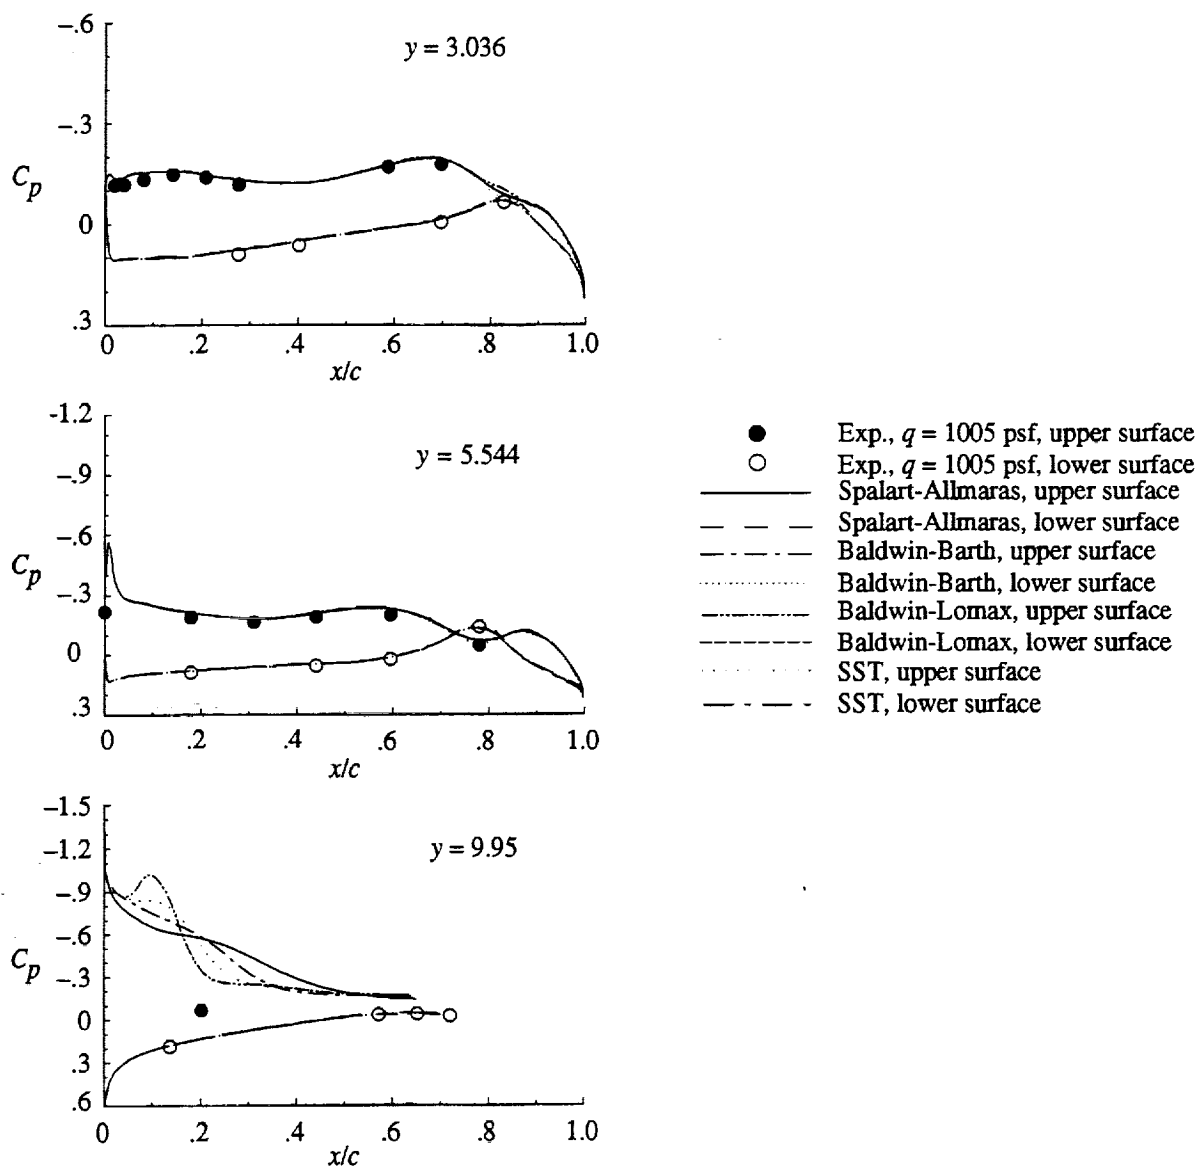 −.6
y = 3.036
−.3
Cp
0
.3
0 .2 .4 .6 .8 1.0
x/c
-1.2
y = 5.544
−.9
−.6
Cp
−.3
0
.3
0 .2 .4 .6 .8 1.0
x/c
Exp., q = 1005 psf, upper surface
Exp., q = 1005 psf, lower surface
Spalart-Allmaras, upper surface
Spalart-Allmaras, lower surface
Baldwin-Barth, upper surface
Baldwin-Barth, lower surface
Baldwin-Lomax, upper surface
Baldwin-Lomax, lower surface
SST, upper surface
SST, lower surface
−1.5
−1.2
y = 9.95
−.9
−.6
Cp
−.3
0
.3
.6
0 .2 .4 .6 .8 1.0
x/c